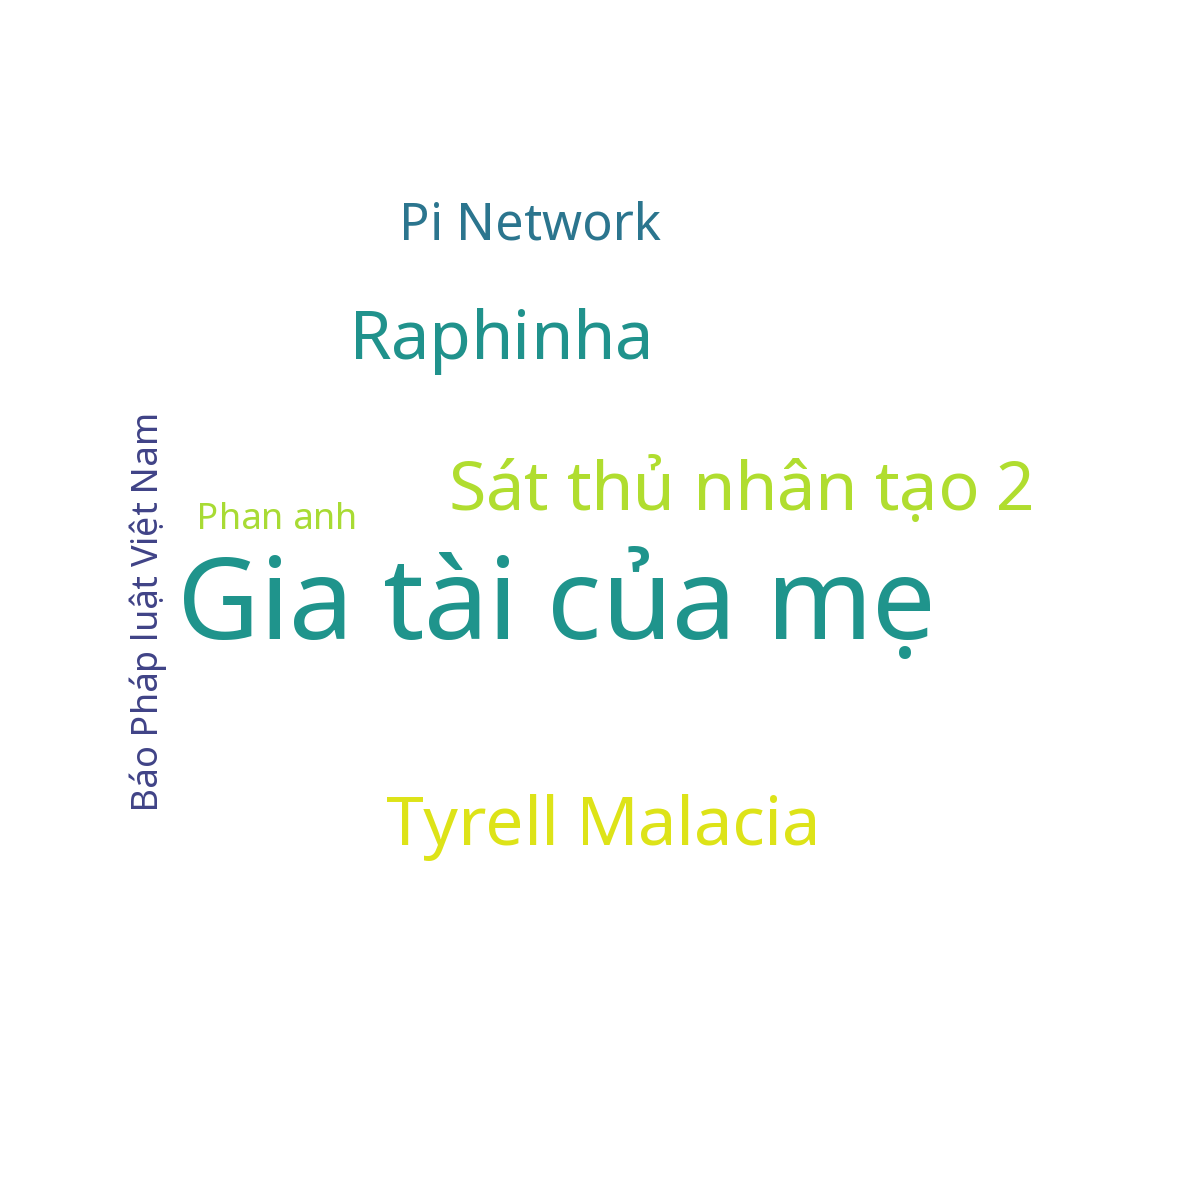 Pi Network
Raphinha
Sát thủ nhân tạo 2
Phan anh
Gia tài của mẹ
Báo Pháp luật Việt Nam
Tyrell Malacia